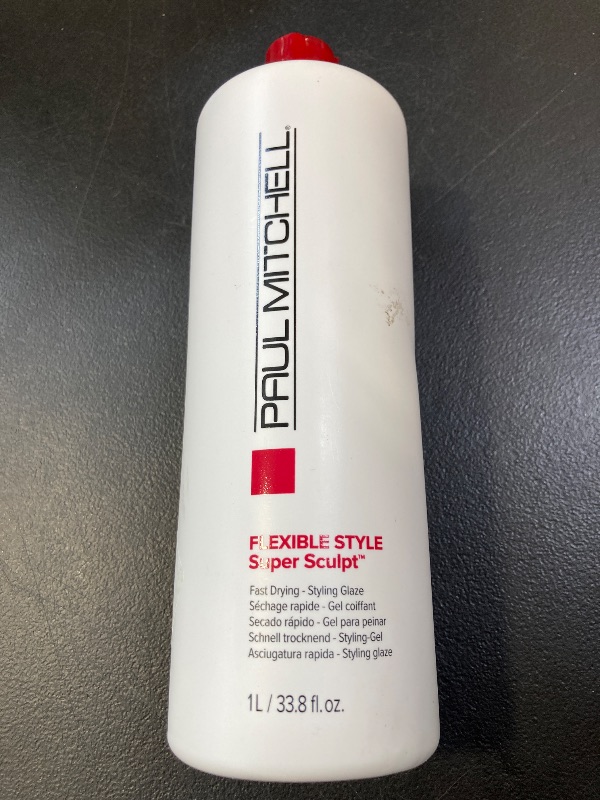 PAUL MITCHELL®
FLEXIBLE STYLE
Super Sculpt™
Fast Drying - Styling Glaze
Séchage rapide - Gel coiffant
Secado rápido - Gel para peinar
Schnell trocknend - Styling-Gel
Asciugatura rapida - Styling glaze
1L / 33.8 fl.oz.